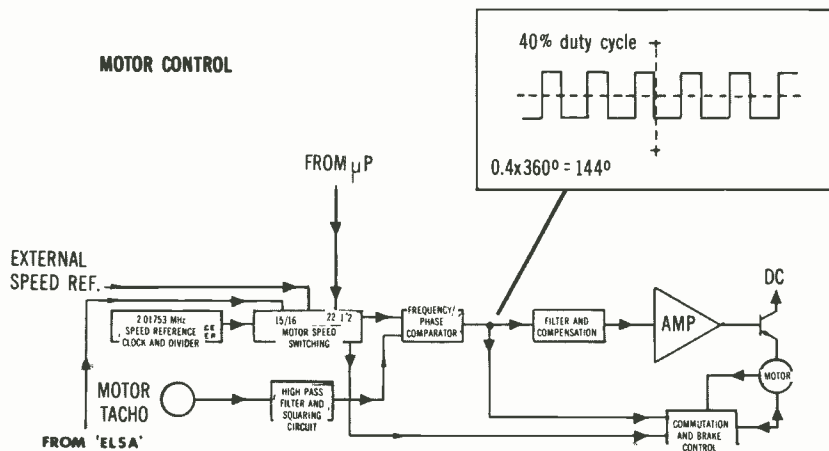 MOTOR CONTROL
40% duty cycle
0.4x360º = 144º
FROM µP
EXTERNAL
SPEED REF.
2.01753 MHz
SPEED REFERENCE
CLOCK AND DIVIDER
15/16
22 1 2
MOTOR SPEED
SWITCHING
FREQUENCY/
PHASE
COMPARATOR
FILTER AND
COMPENSATION
AMP
DC
MOTOR
MOTOR
TACHO
HIGH PASS
FILTER AND
SQUARING
CIRCUIT
COMMUTATION
AND BRAKE
CONTROL
FROM 'ELSA'